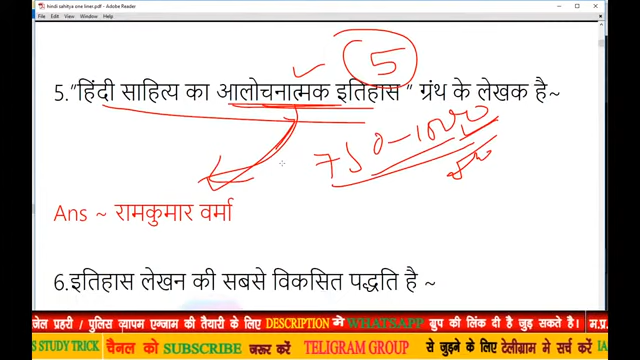 hindi sahitya one liner.pdf - Adobe Reader
File Edit View Window Help
5
5."हिंदी साहित्य का आलोचनात्मक इतिहास " ग्रंथ के लेखक है~
750-1000
Ans ~ रामकुमार वर्मा
6.इतिहास लेखन की सबसे विकसित पद्धति है ~
जेल प्रहरी / पुलिस व्यापम एग्जाम की तैयारी के लिए DESCRIPTION मे WHATSAPP ग्रुप की लिंक दी है जुड़ सकते है। म.प्र.
S STUDY TRICK चैनल को SUBSCRIBE जरूर करें TELIGRAM GROUP से जुड़ने के लिए टेलीग्राम मे सर्च करें IA